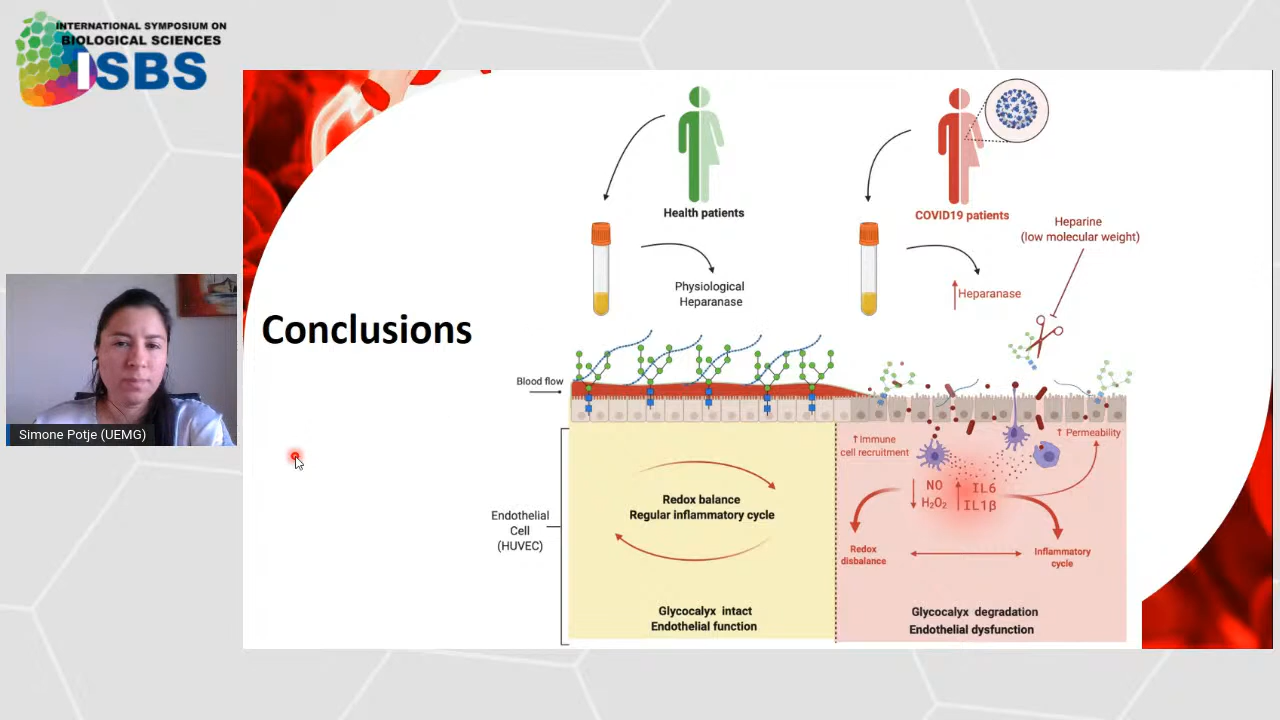 INTERNATIONAL SYMPOSIUM ON
BIOLOGICAL SCIENCES
ISBS
Health patients
COVID19 patients
Heparine
(low molecular weight)
Physiological
Heparanase
↑Heparanase
Conclusions
Blood flow
Simone Potje (UEMG)
↑Immune
cell recruitment
↑ Permeability
↓ NO
H₂O₂
↑ IL6
IL1β
Redox balance
Regular inflammatory cycle
Endothelial
Cell
(HUVEC)
Redox
disbalance
Inflammatory
cycle
Glycocalyx intact
Endothelial function
Glycocalyx degradation
Endothelial dysfunction